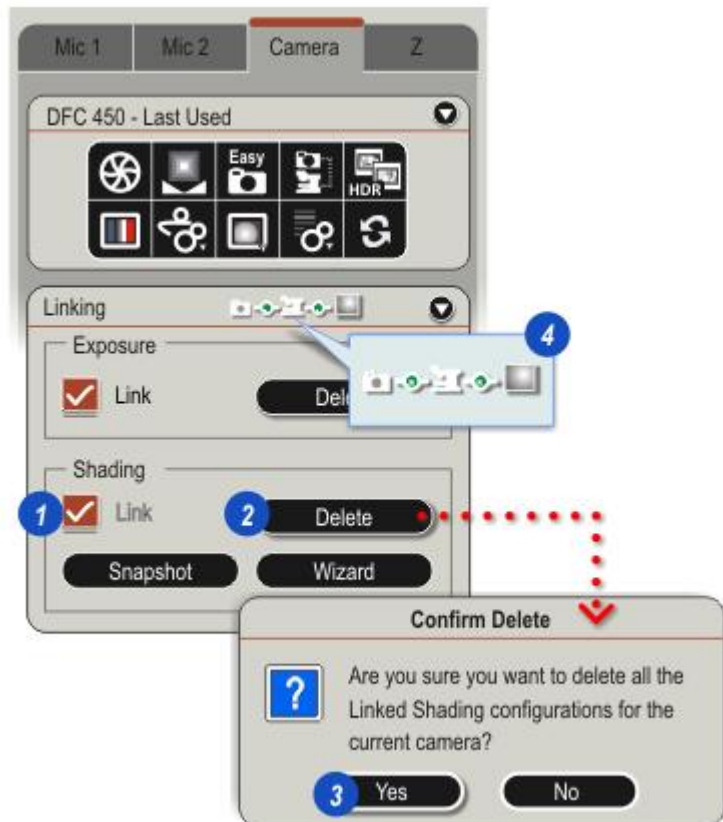 Mic 1 Mic 2 Camera Z
DFC 450 - Last Used
Easy
HDR
Linking
4
Exposure
Link Del
Shading
1 Link 2 Delete
Snapshot Wizard
Confirm Delete
? Are you sure you want to delete all the
Linked Shading configurations for the
current camera?
3 Yes No